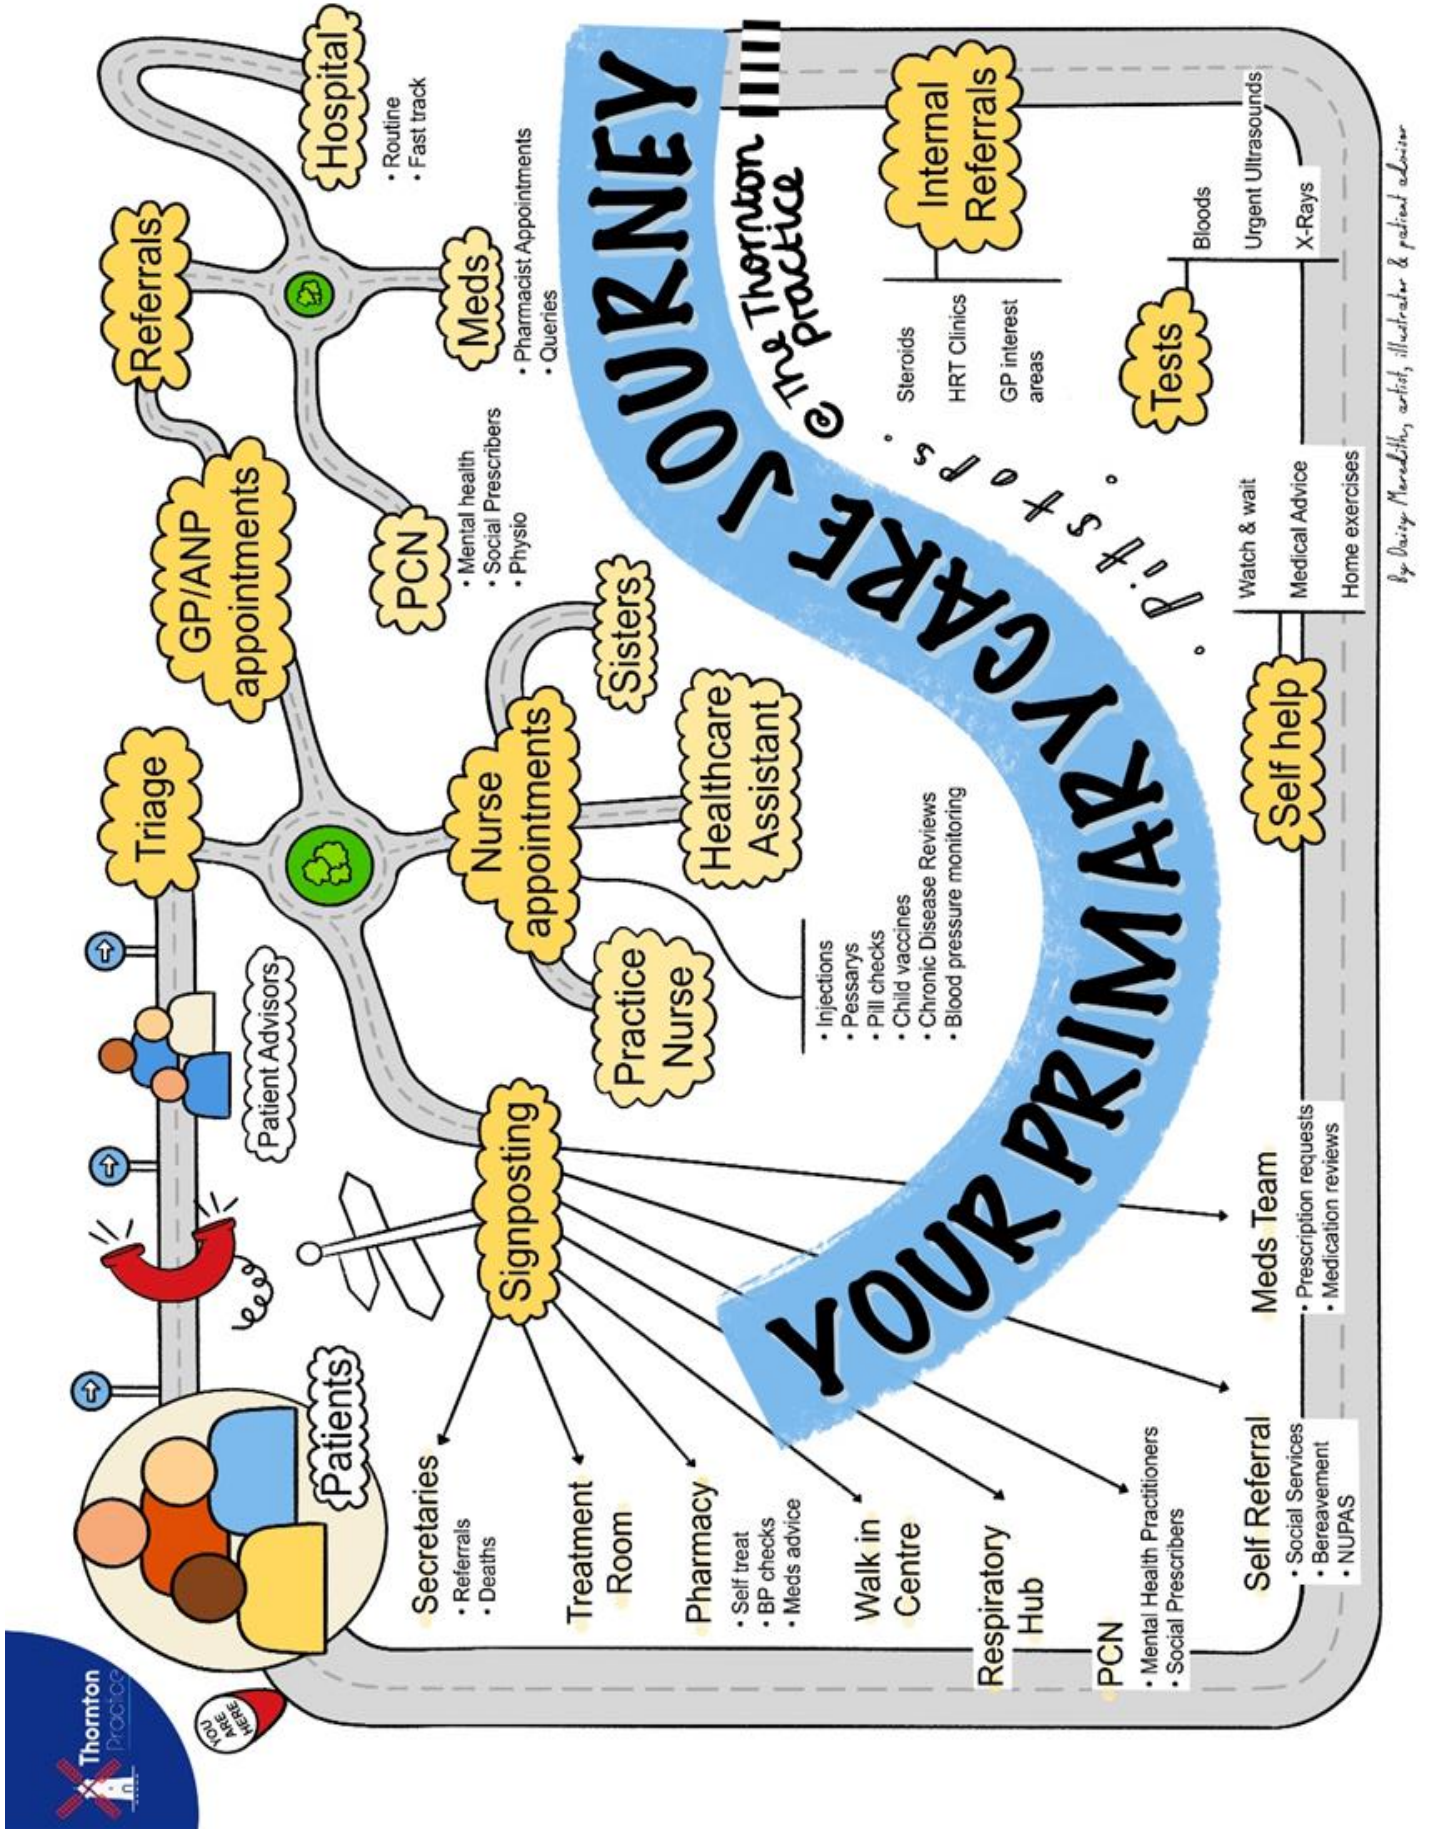 Thornton
Practice
YOU
ARE
HERE
Patients
Patient Advisors
Triage
GP/ANP
appointments
Referrals
Hospital
• Routine
• Fast track
Meds
• Pharmacist Appointments
• Queries
PCN
• Mental health
• Social Prescribers
• Physio
Nurse
appointments
Sisters
Healthcare
Assistant
Practice
Nurse
• Injections
• Pessarys
• Pill checks
• Child vaccines
• Chronic Disease Reviews
• Blood pressure monitoring
Signposting
Secretaries
• Referrals
• Deaths
Treatment
Room
Pharmacy
• Self treat
• BP checks
• Meds advice
Walk in
Centre
Respiratory
Hub
PCN
• Mental Health Practitioners
• Social Prescribers
Self Referral
• Social Services
• Bereavement
• NUPAS
Meds Team
• Prescription requests
• Medication reviews
YOUR PRIMARY CARE JOURNEY
@ The Thornton
practice
• pitstops •
Internal
Referrals
Steroids
HRT Clinics
GP interest
areas
Tests
Bloods
Urgent Ultrasounds
X-Rays
Self help
Watch & wait
Medical Advice
Home exercises
By Daisy Meredith, artist, illustrator & patient advisor